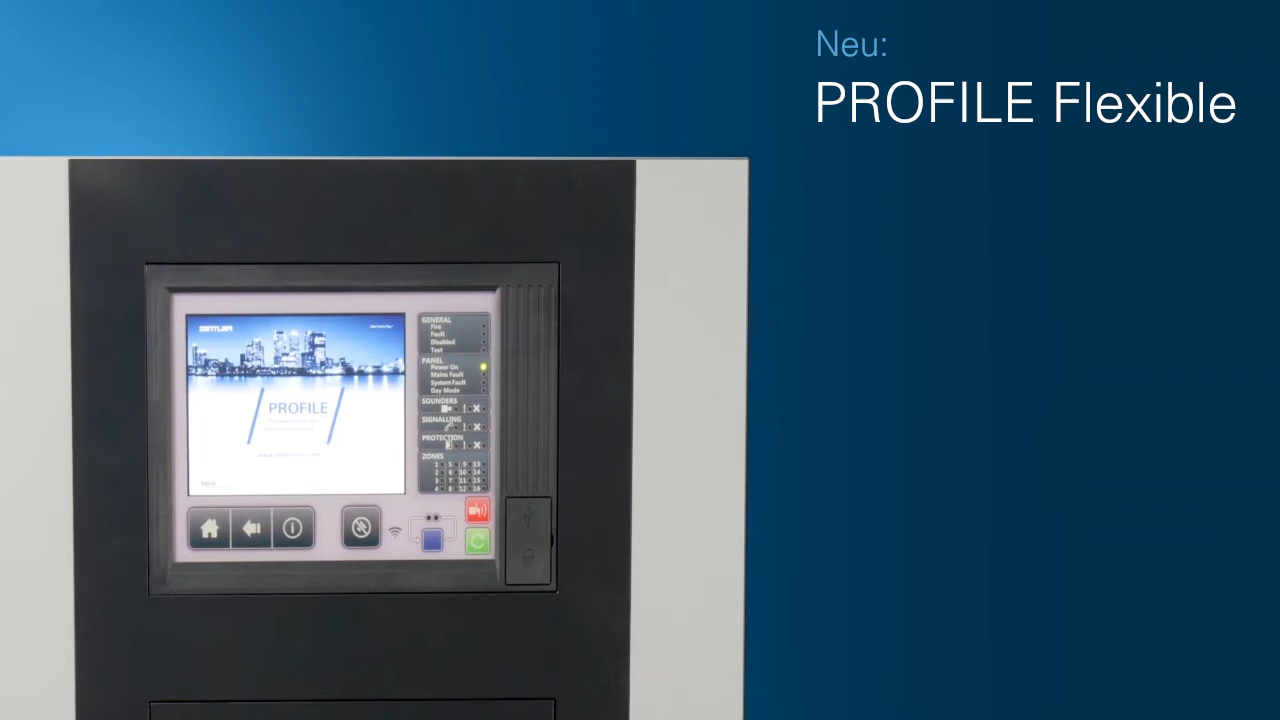 Neu:
PROFILE Flexible
ZETTLER
PROFILE
GENERAL
Fire
Fault
Disabled
Test
PANEL
Power On
Mains Fault
System Fault
Day Mode
SOUNDERS
SIGNALLING
PROTECTION
ZONES
1 5 9 13
2 6 10 14
3 7 11 15
4 8 12 16